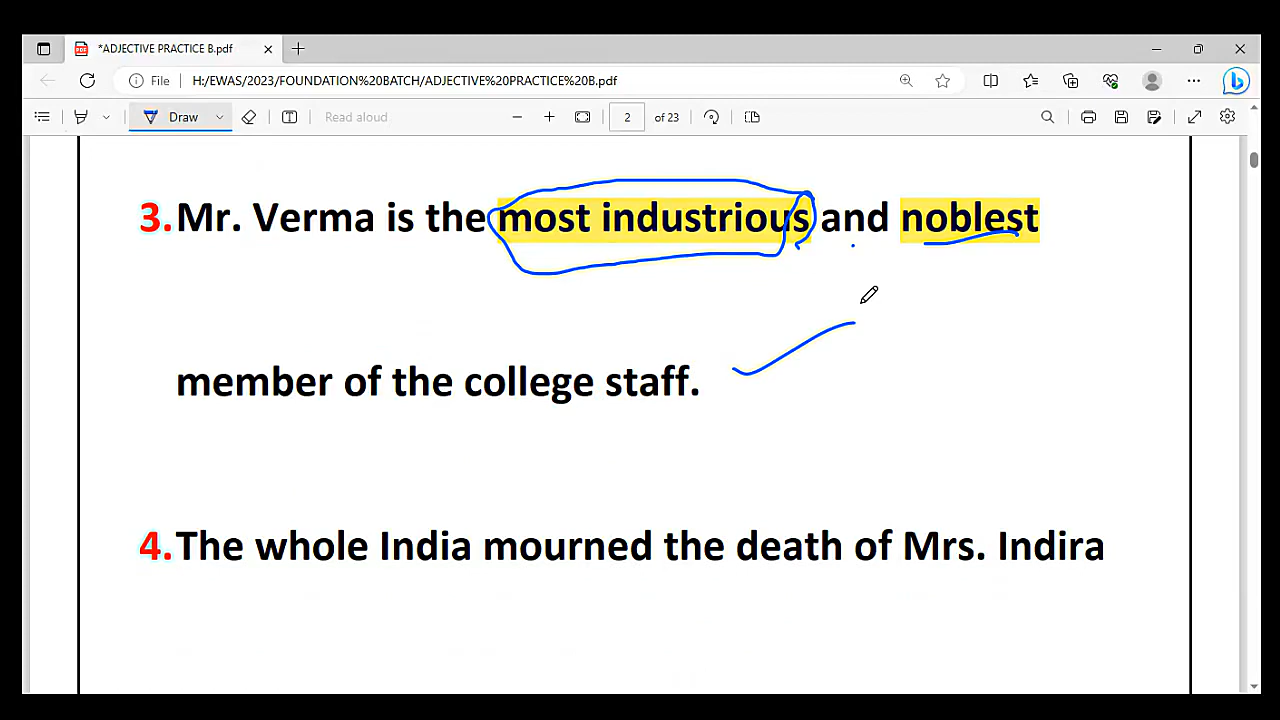 *ADJECTIVE PRACTICE B.pdf
File H:/EWAS/2023/FOUNDATION%20BATCH/ADJECTIVE%20PRACTICE%20B.pdf
Draw Read aloud 2 of 23
3. Mr. Verma is the most industrious and noblest
member of the college staff.
4. The whole India mourned the death of Mrs. Indira